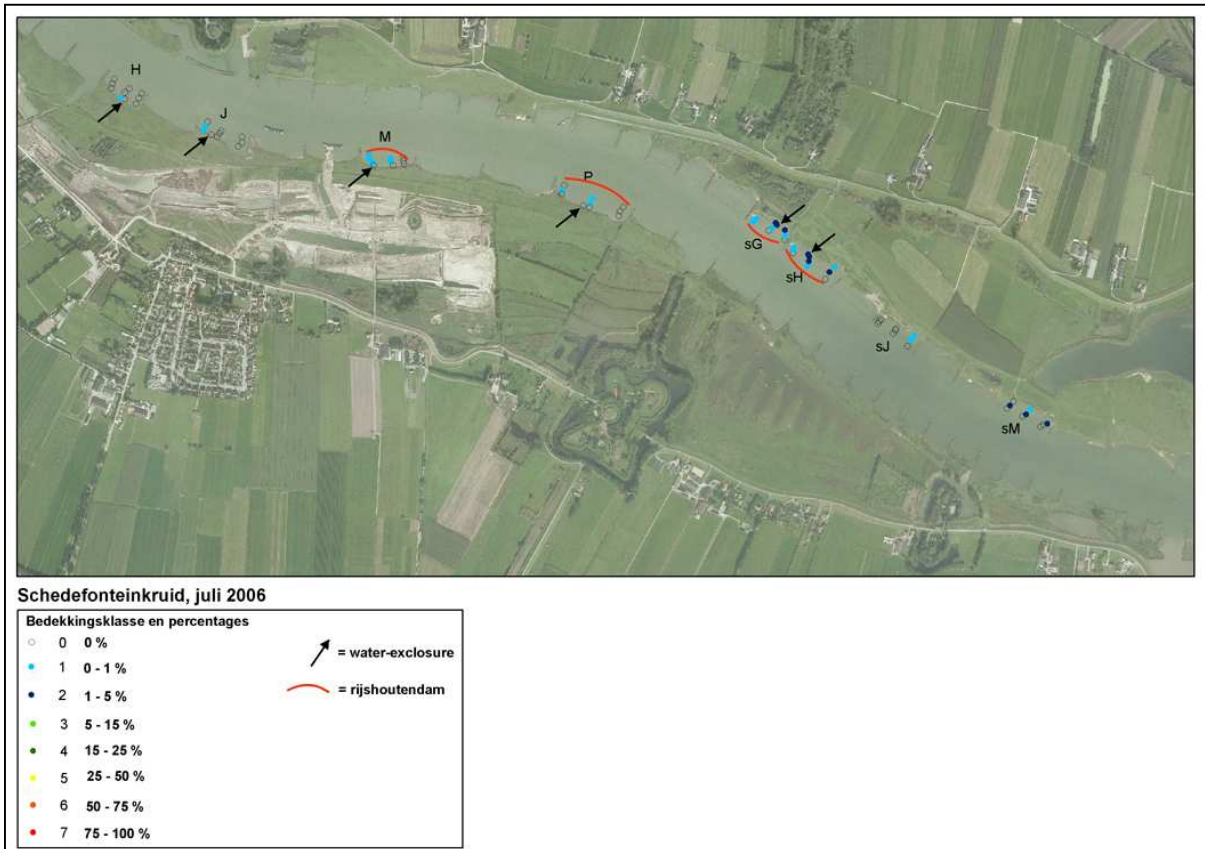 H
J
M
P
sG
sH
sJ
sM
Schedefonteinkruid, juli 2006
Bedekkingsklasse en percentages
0 0 %
1 0 - 1 %
2 1 - 5 %
3 5 - 15 %
4 15 - 25 %
5 25 - 50 %
6 50 - 75 %
7 75 - 100 %
= water-exclosure
= rijshoutendam